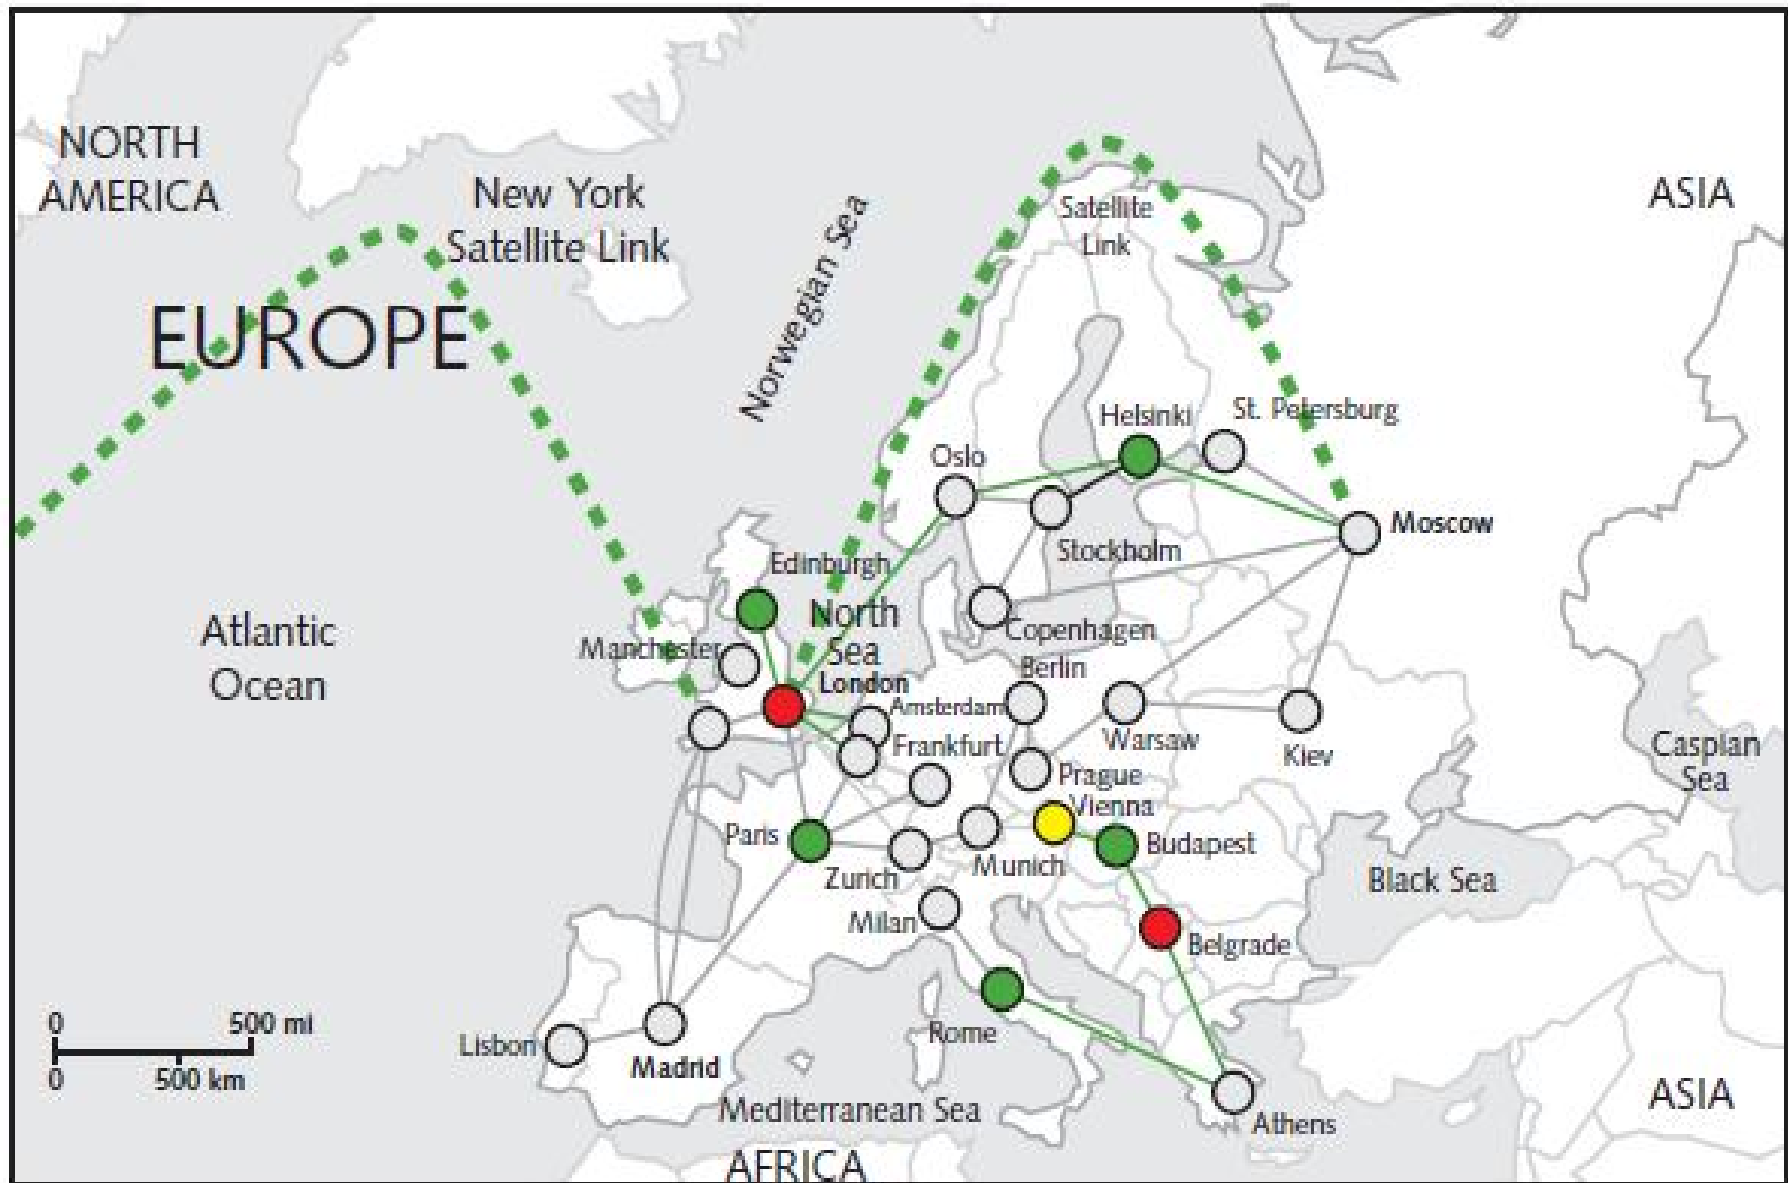 NORTH
AMERICA
New York
Satellite Link
EUROPE
Norwegian Sea
Satellite
Link
ASIA
Helsinki
St. Petersburg
Oslo
Moscow
Stockholm
Edinburgh
North
Sea
Copenhagen
Manchester
Berlin
London
Amsterdam
Atlantic
Ocean
Frankfurt
Warsaw
Kiev
Caspian
Sea
Prague
Vienna
Paris
Budapest
Zurich
Munich
Black Sea
Milan
Belgrade
0
500 mi
0
500 km
Lisbon
Madrid
Rome
Mediterranean Sea
Athens
ASIA
AFRICA